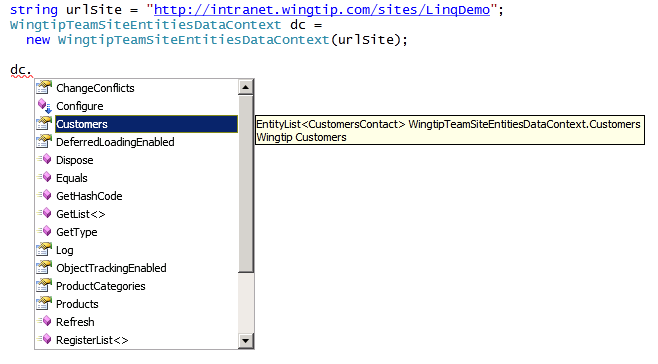 string urlSite = "http://intranet.wingtip.com/sites/LinqDemo";
WingtipTeamSiteEntitiesDataContext dc =
new WingtipTeamSiteEntitiesDataContext(urlSite);
dc.
ChangeConflicts
Configure
Customers
EntityList<CustomersContact> WingtipTeamSiteEntitiesDataContext.Customers
Wingtip Customers
DeferredLoadingEnabled
Dispose
Equals
GetHashCode
GetList<>
GetType
Log
ObjectTrackingEnabled
ProductCategories
Products
Refresh
RegisterList<>